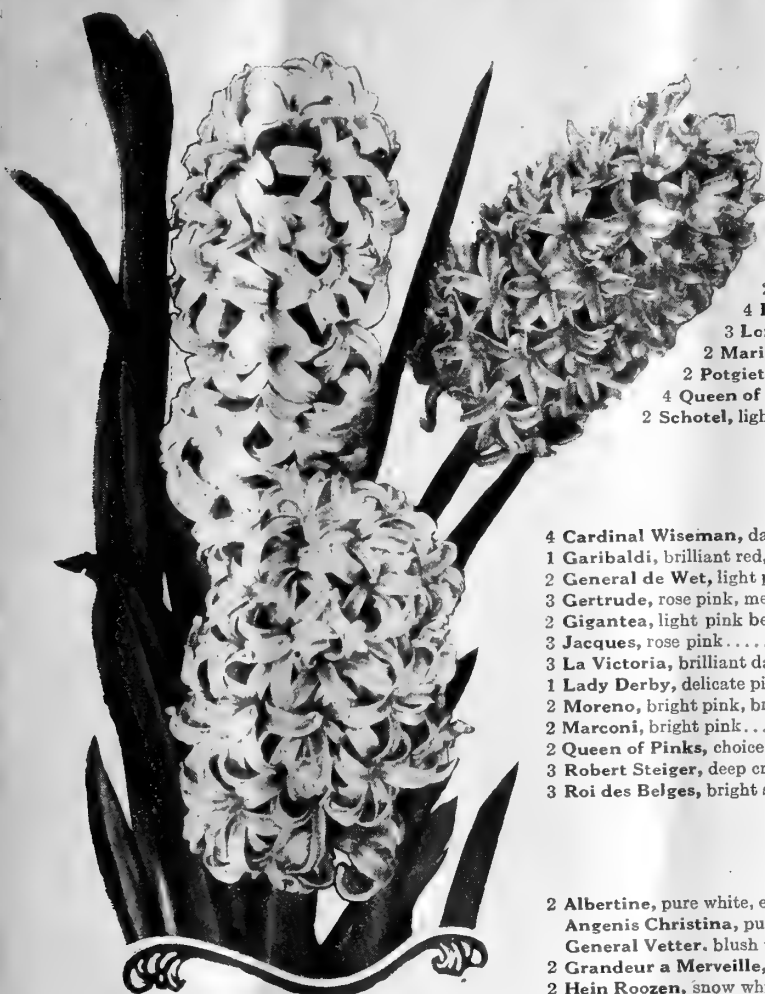 4
3
2 Mari
2 Potgiet
4 Queen of
2 Schotel, ligh
4 Cardinal Wiseman, da
1 Garibaldi, brilliant red,
2 General de Wet, light
3 Gertrude, rose pink, me
2 Gigantea, light pink be
3 Jacques, rose pink.....
3 La Victoria, brilliant da
1 Lady Derby, delicate pi
2 Moreno, bright pink, br
2 Marconi, bright pink...
2 Queen of Pinks, choice
3 Robert Steiger, deep cr
3 Roi des Belges, bright
2 Albertine, pure white, e
Angenis Christina, pu
General Vetter. blush
2 Grandeur a Merveille,
2 Hein Roozen, snow whi